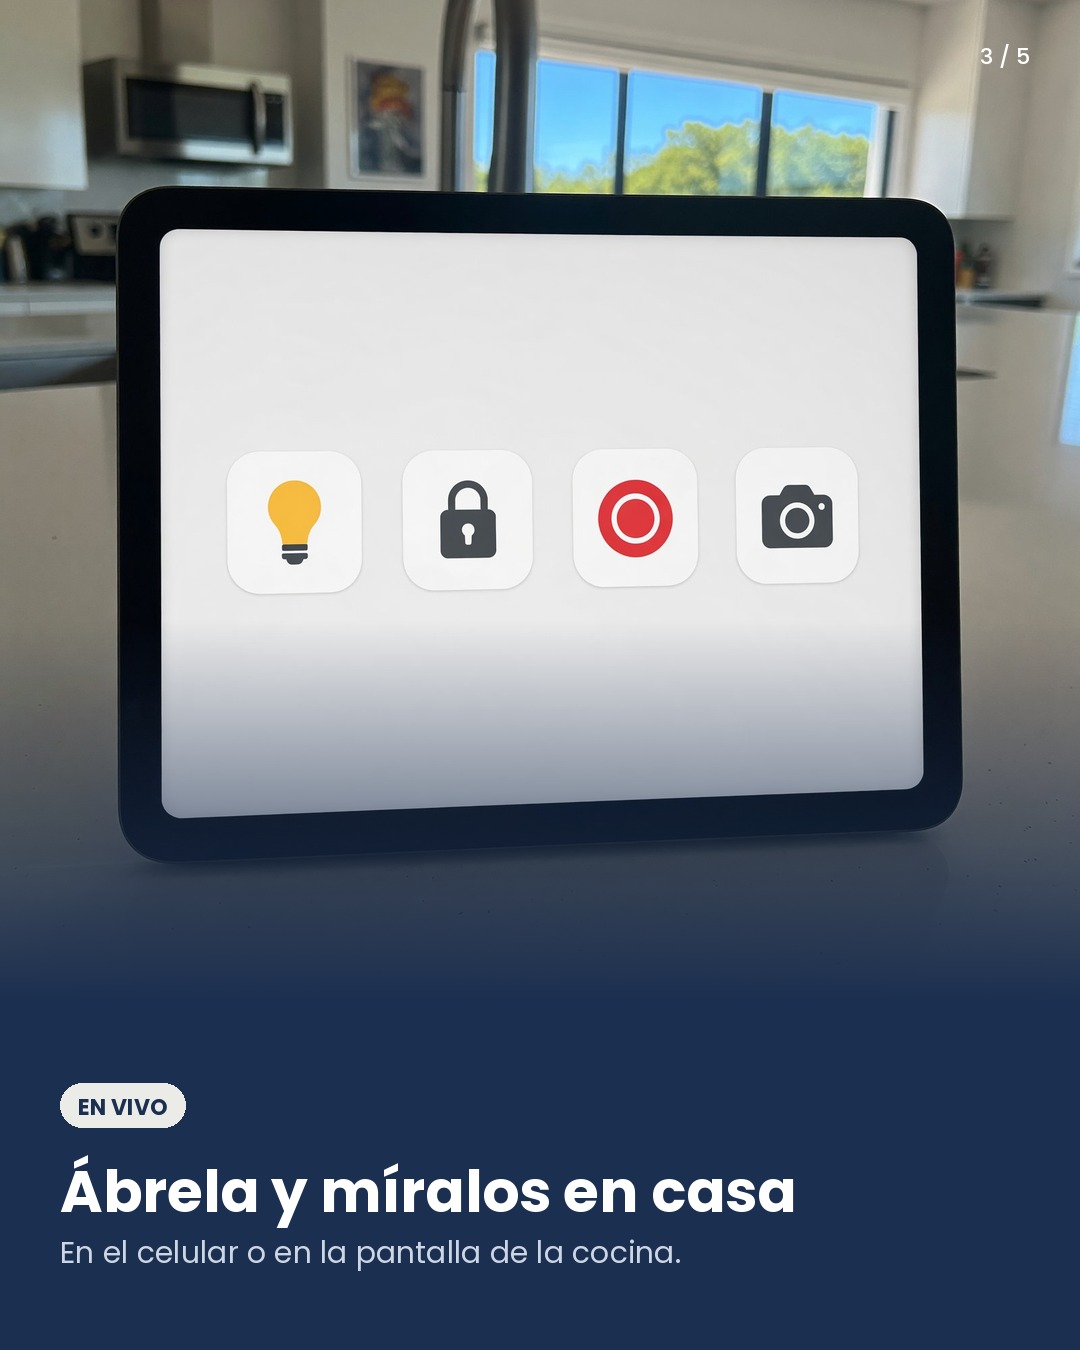 3 / 5
EN VIVO
Ábrela y míralos en casa
En el celular o en la pantalla de la cocina.